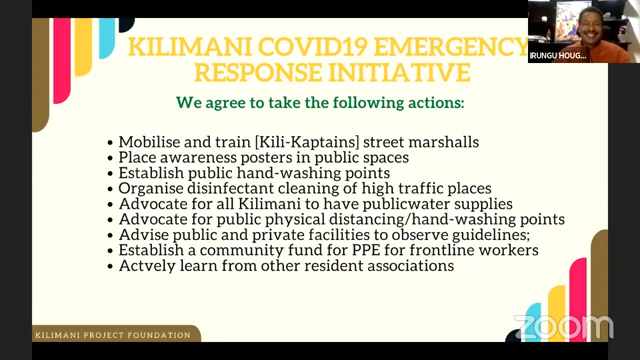 KILIMANI COVID19 EMERGENCY
RESPONSE INITIATIVE
We agree to take the following actions:
• Mobilise and train [Kili-Kaptains] street marshalls
• Place awareness posters in public spaces
• Establish public hand-washing points
• Organise disinfectant cleaning of high traffic places
• Advocate for all Kilimani to have publicwater supplies
• Advocate for public physical distancing/hand-washing points
• Advise public and private facilities to observe guidelines;
• Establish a community fund for PPE for frontline workers
• Actvely learn from other resident associations
KILIMANI PROJECT FOUNDATION
IRUNGU HOUG...
zoom